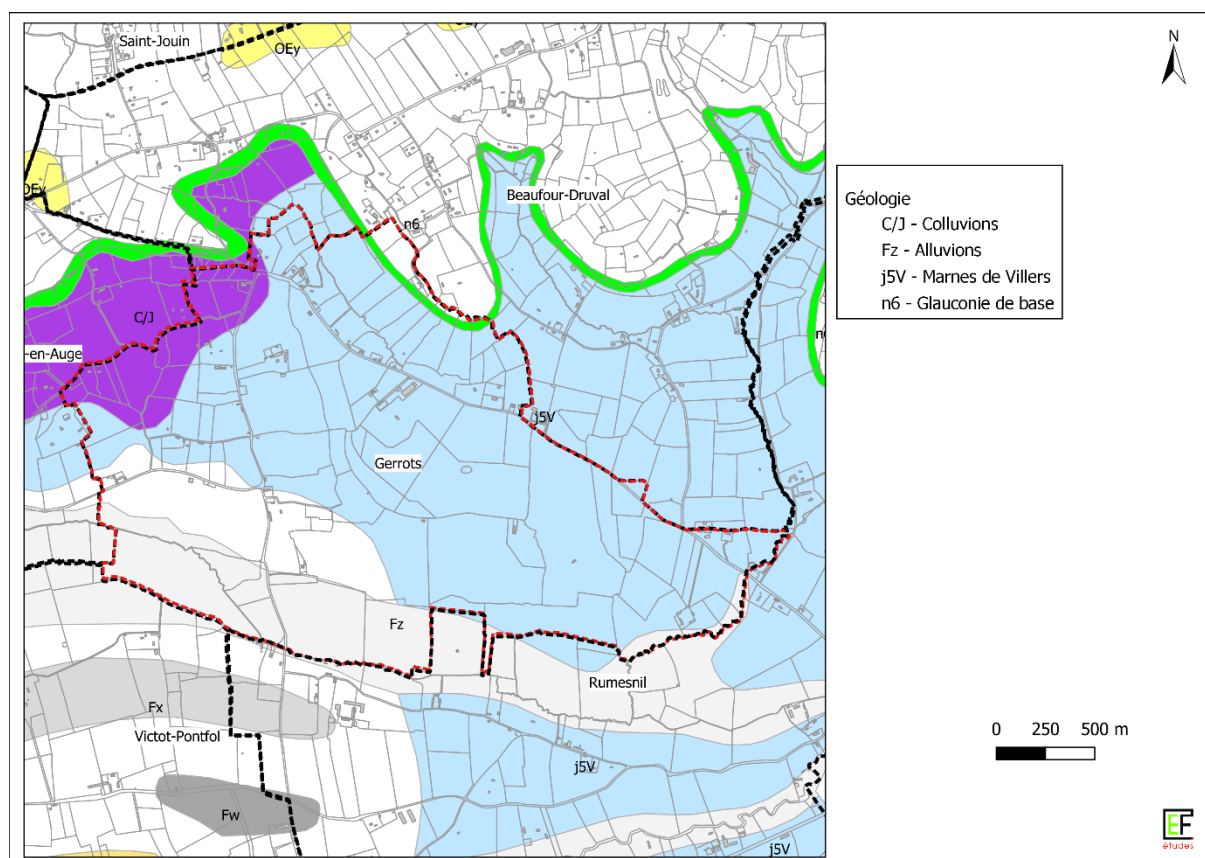 Saint-Jouin
OEy
N
OEy
Beaufour-Druval
n6
C/J
-en-Auge
j5V
Gerrots
Fz
Rumesnil
Fx
Victot-Pontfol
j5V
Fw
j5V
Géologie
C/J - Colluvions
Fz - Alluvions
j5V - Marnes de Villers
n6 - Glauconie de base
0 250 500 m
EF
études